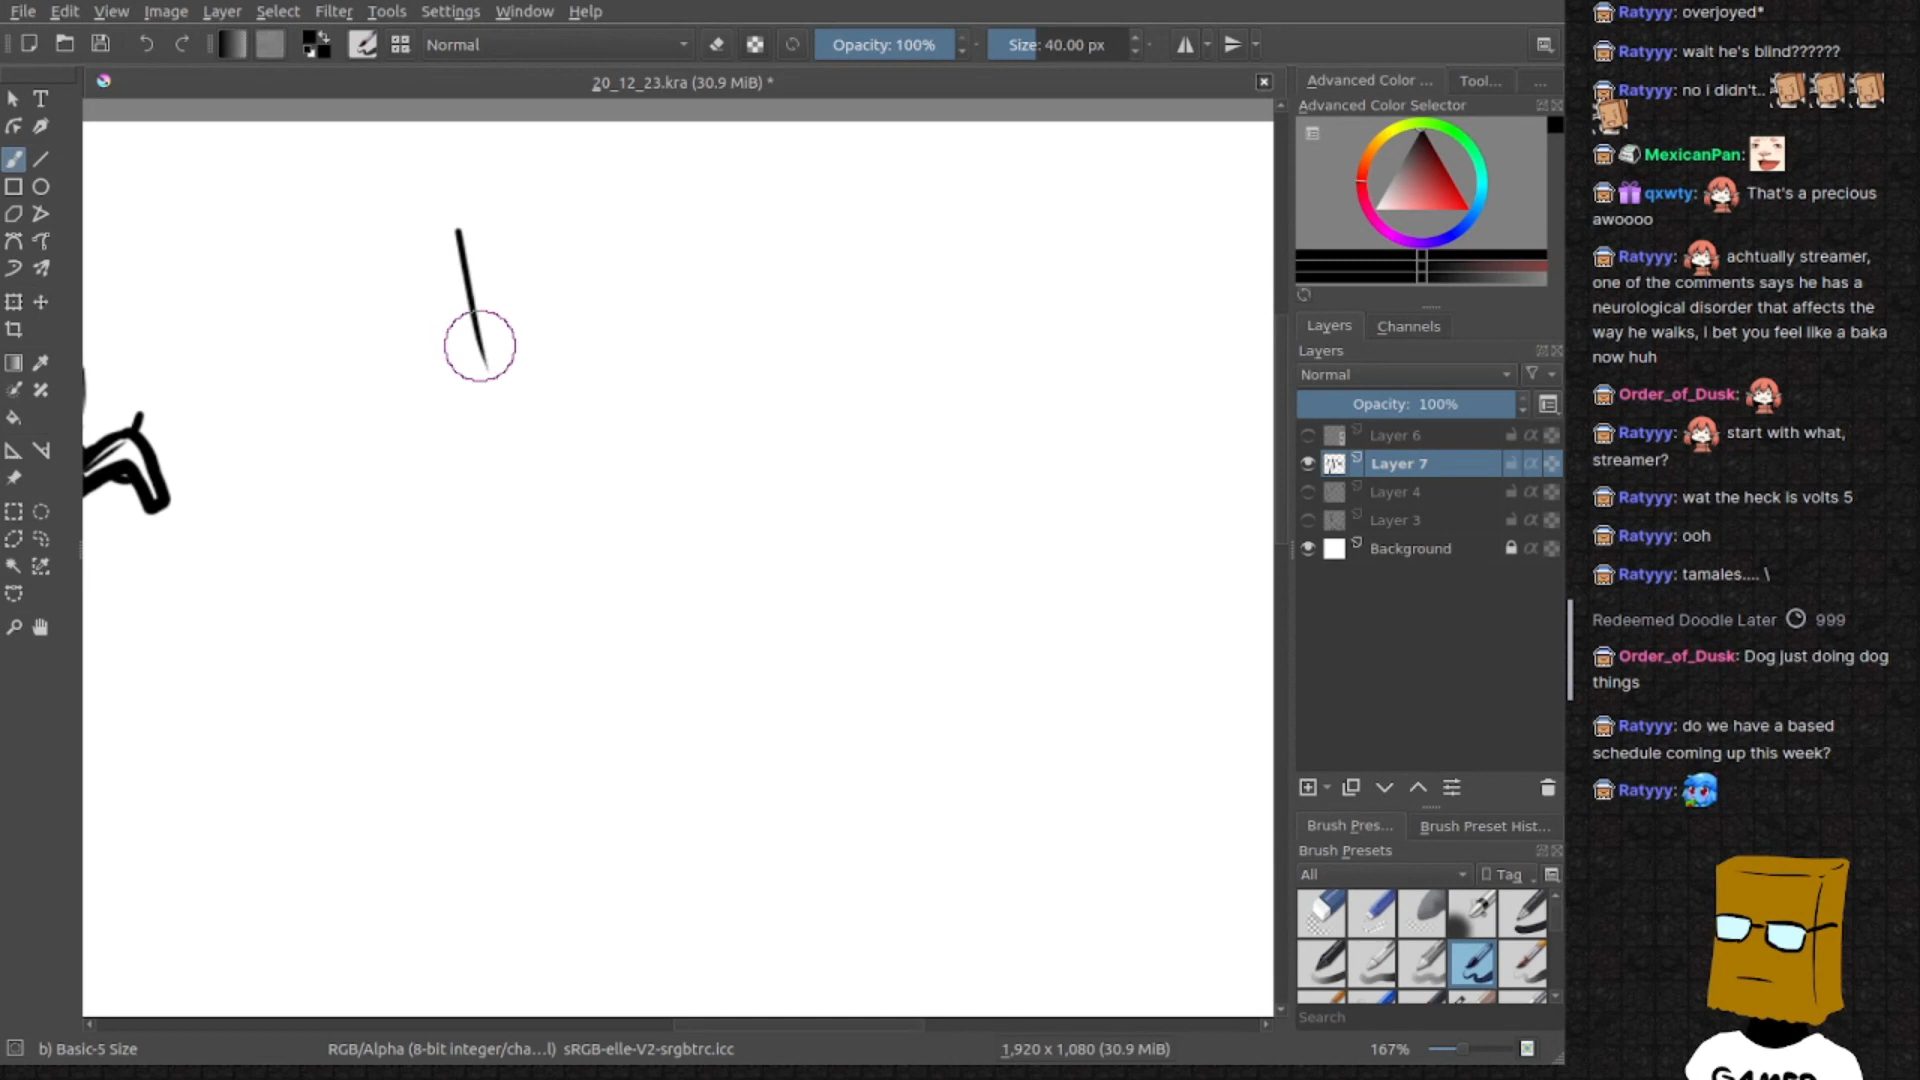 File Edit View Image Layer Select Filter Tools Settings Window Help
Normal
Opacity: 100%
Size: 40.00 px
20_12_23.kra (30.9 MiB) *
Advanced Color ...
Tool...
...
Advanced Color Selector
Layers
Channels
Layers
Normal
Opacity: 100%
Layer 6
Layer 7
Layer 4
Layer 3
Background
Brush Pres...
Brush Preset Hist...
Brush Presets
All
Tag
Search
b) Basic-5 Size
RGB/Alpha (8-bit integer/cha...l) sRGB-elle-V2-srgbtrc.icc
1,920 x 1,080 (30.9 MiB)
167%
Ratyyy: overjoyed*
Ratyyy: wait he's blind??????
Ratyyy: no i didn't..
MexicanPan:
qxwty: That's a precious
awoooo
Ratyyy: achtually streamer,
one of the comments says he has a
neurological disorder that affects the
way he walks, I bet you feel like a baka
now huh
Order_of_Dusk:
Ratyyy: start with what,
streamer?
Ratyyy: wat the heck is volts 5
Ratyyy: ooh
Ratyyy: tamales.... \
Redeemed Doodle Later 999
Order_of_Dusk: Dog just doing dog
things
Ratyyy: do we have a based
schedule coming up this week?
Ratyyy:
GAMER